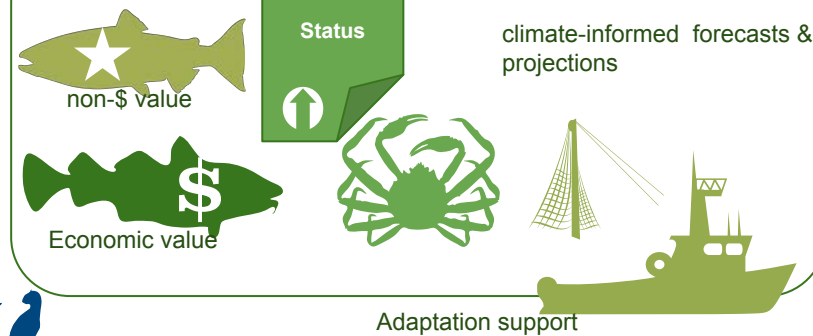 Status
climate-informed forecasts &
projections
non-$ value
$
Economic value
Adaptation support